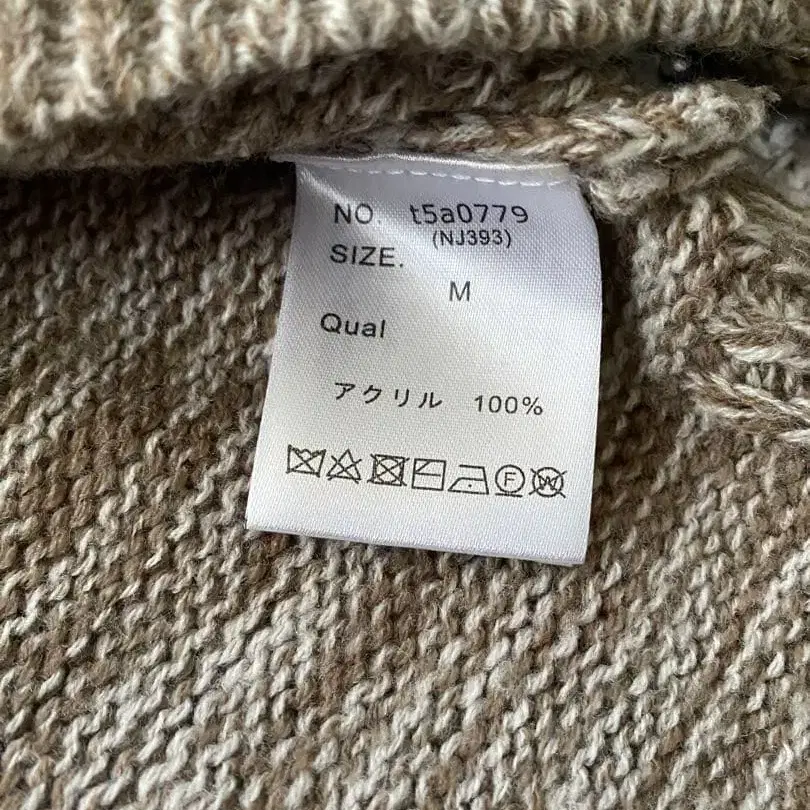 NO. t5a0779
(NJ393)
SIZE.
M
Qual
アクリル 100%
F W